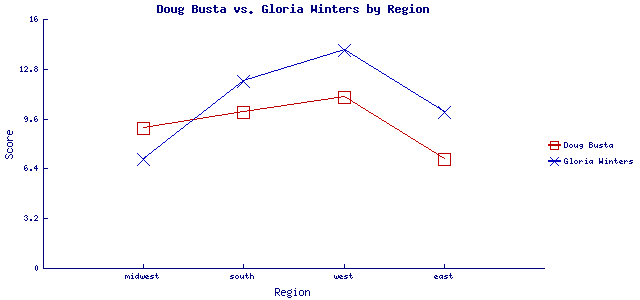 Doug Busta vs. Gloria Winters by Region
16
12.8
9.6
6.4
3.2
0
Score
midwest south west east
Region
Doug Busta
Gloria Winters